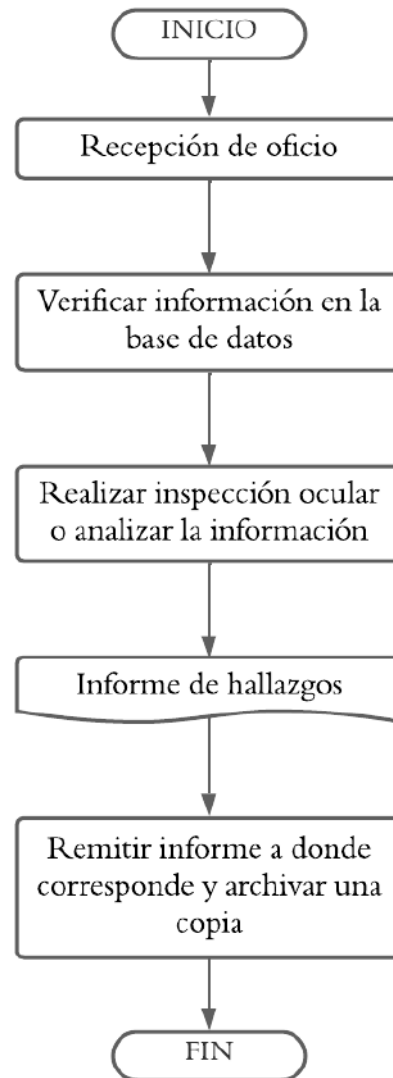 INICIO
Recepción de oficio
Verificar información en la
base de datos
Realizar inspección ocular
o analizar la información
Informe de hallazgos
Remitir informe a donde
corresponde y archivar una
copia
FIN